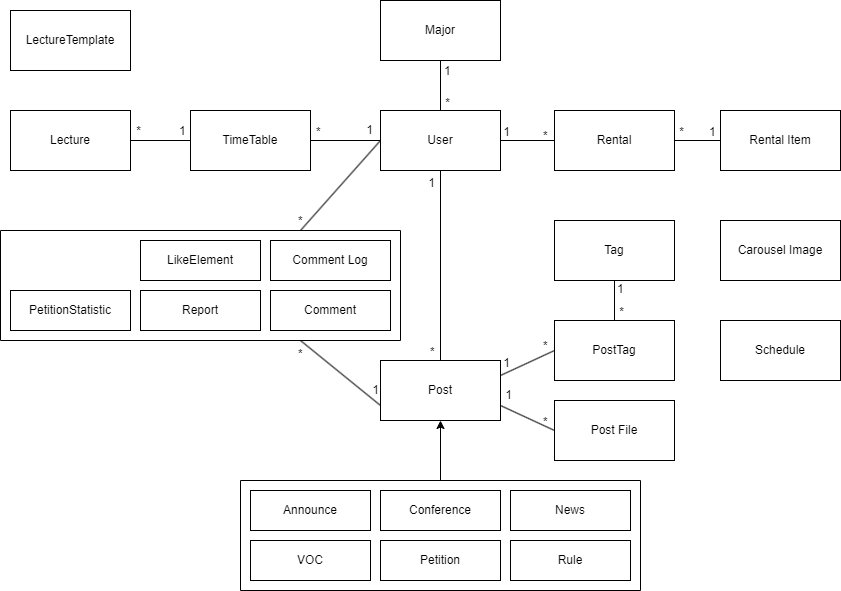 LectureTemplate
Major
1
*
Lecture
*
1
TimeTable
*
1
User
1
*
Rental
*
1
Rental Item
1
*
LikeElement
Comment Log
Tag
Carousel Image
PetitionStatistic
Report
Comment
1
*
*
*
1
Post
1
*
PostTag
Schedule
1
*
Post File
Announce
Conference
News
VOC
Petition
Rule